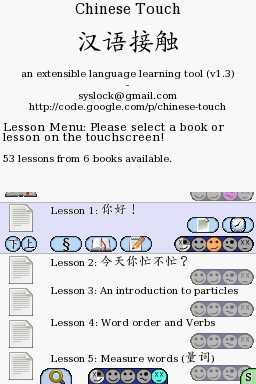 Chinese Touch
汉语接触
an extensible language learning tool (v1.3)
-
syslock@gmail.com
http://code.google.com/p/chinese-touch
Lesson Menu: Please select a book or
lesson on the touchscreen!
53 lessons from 6 books available.
Lesson 1: 你好！
下 上 §
Lesson 2: 今天你忙不忙？
Lesson 3: An introduction to particles
Lesson 4: Word order and Verbs
Lesson 5: Measure words (量词)
S